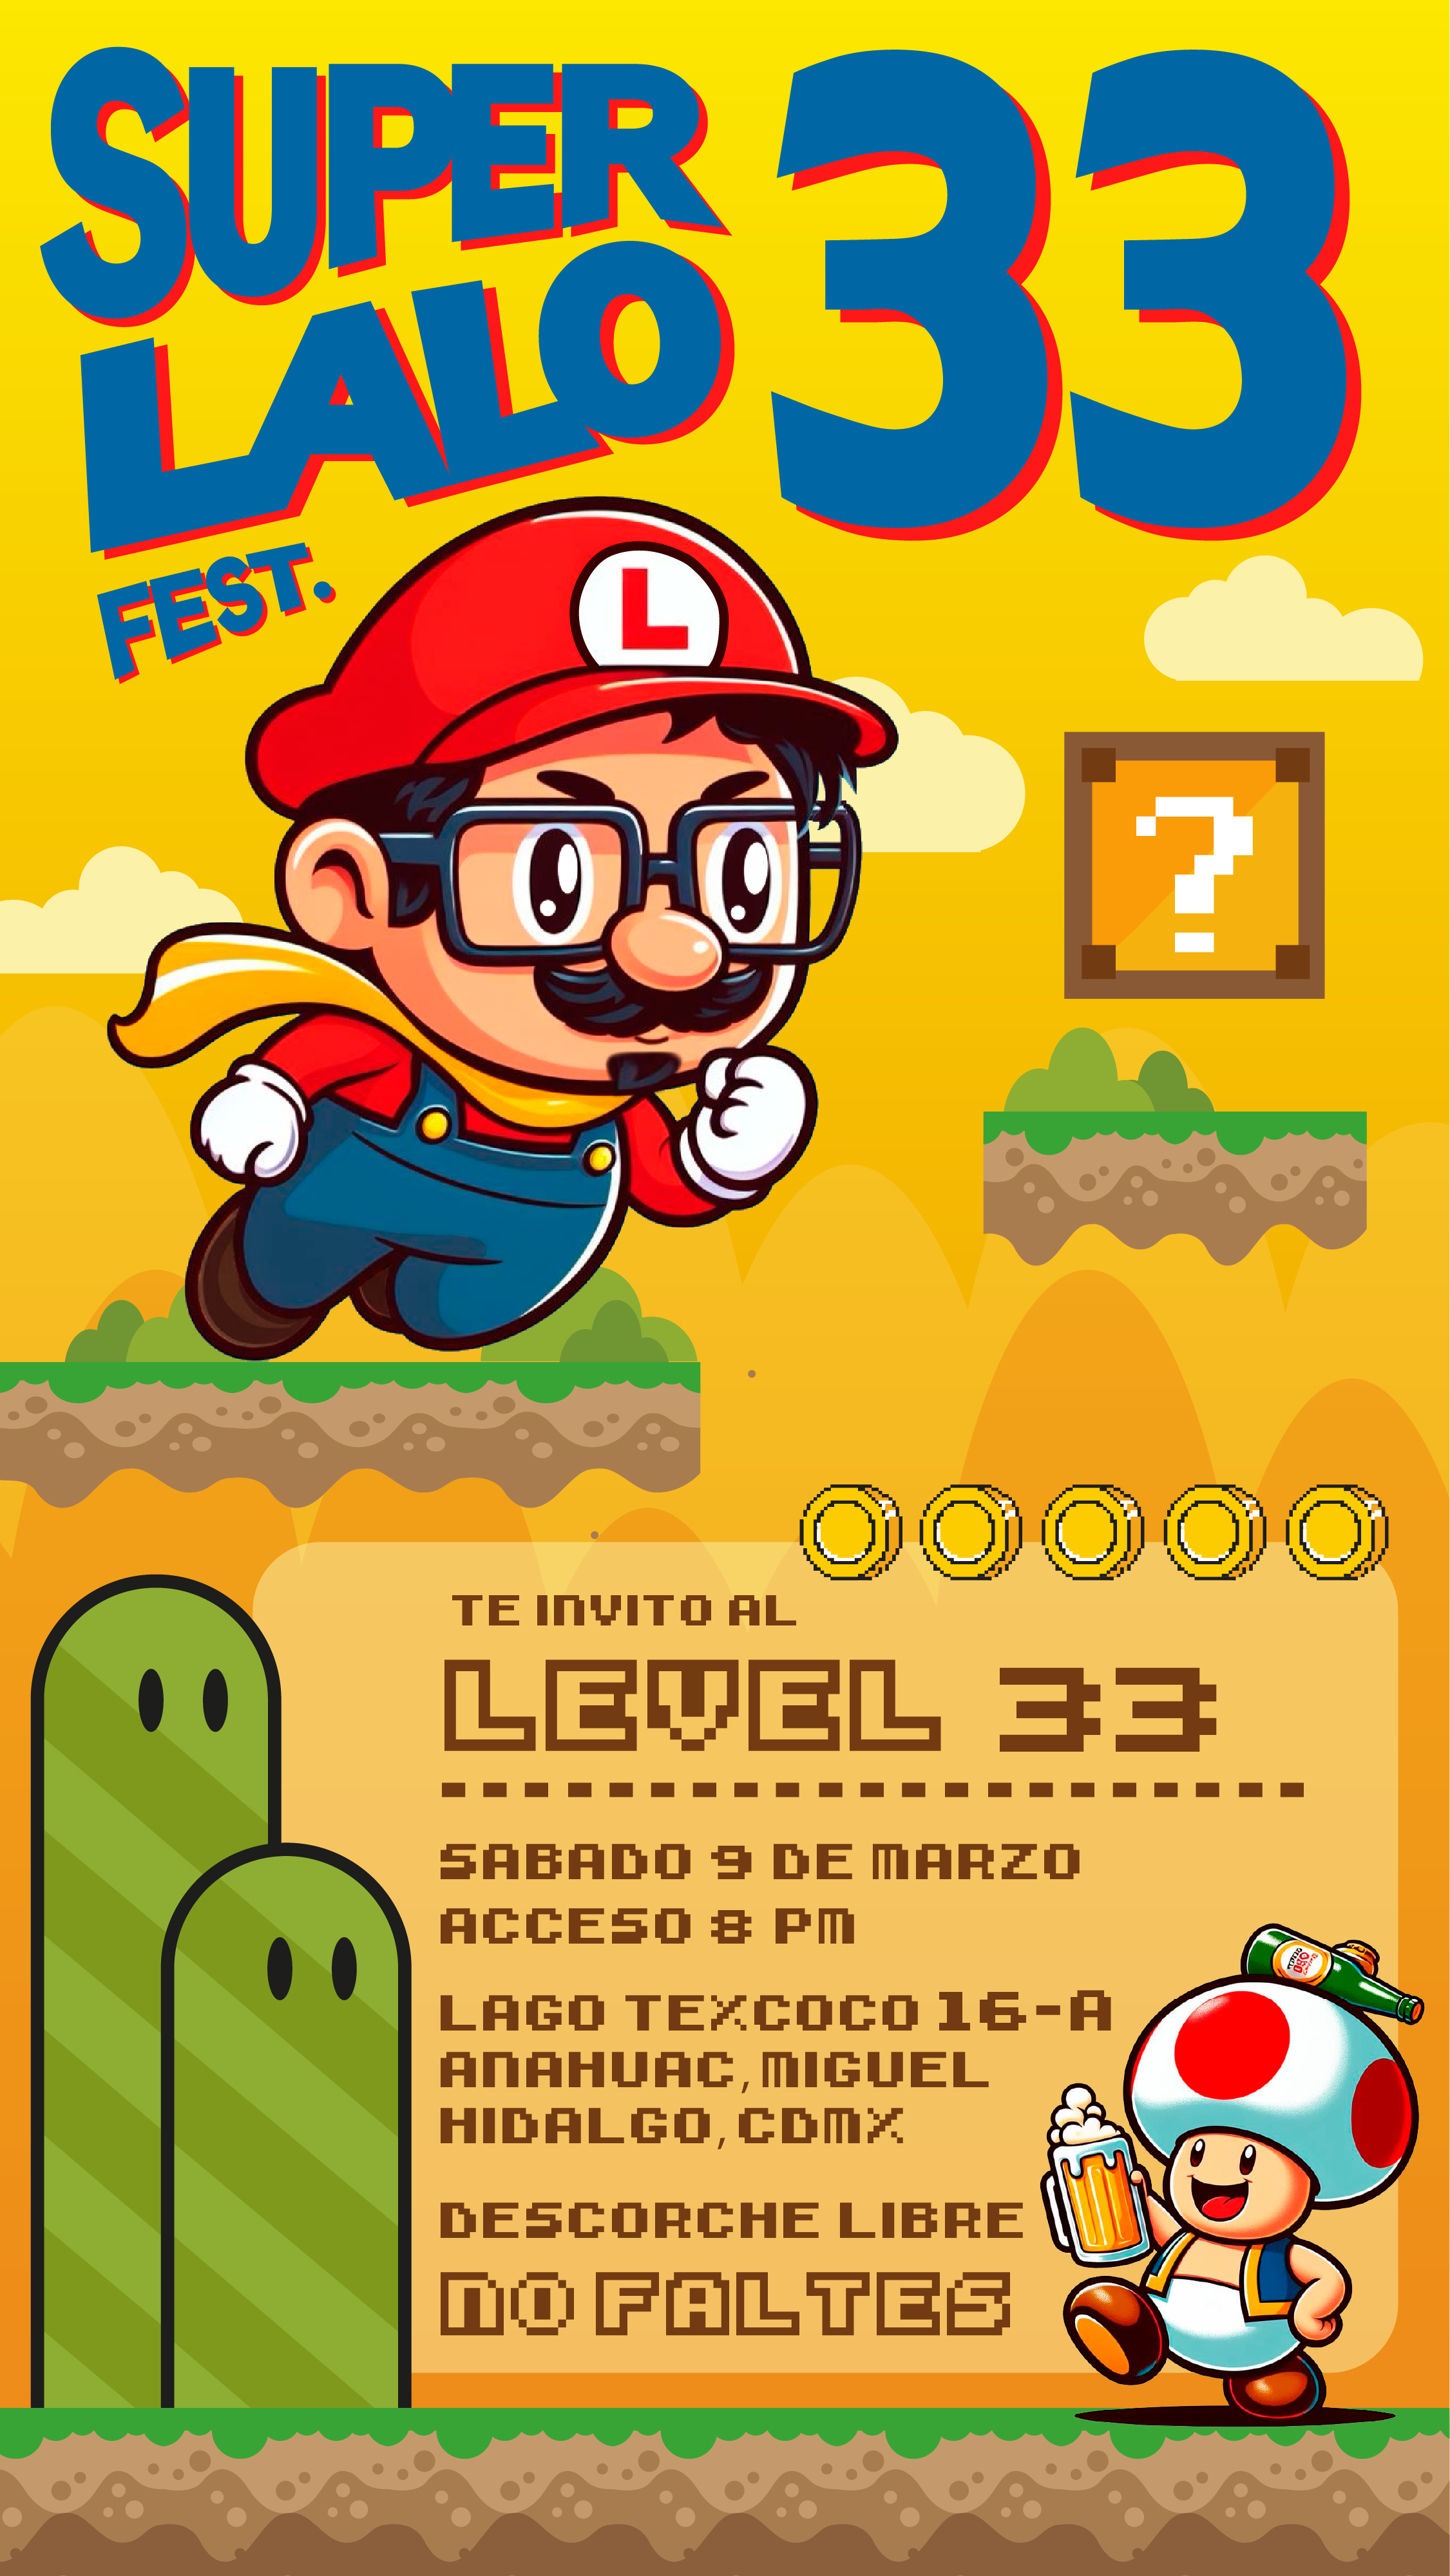 SUPER
LALO
FEST.
33
L
?
TE INVITO AL
LEVEL 33
SABADO 9 DE MARZO
ACCESO 8 PM
LAGO TEXCOCO 16-A
ANAHUAC, MIGUEL
HIDALGO, CDMX
DESCORCHE LIBRE
NO FALTES